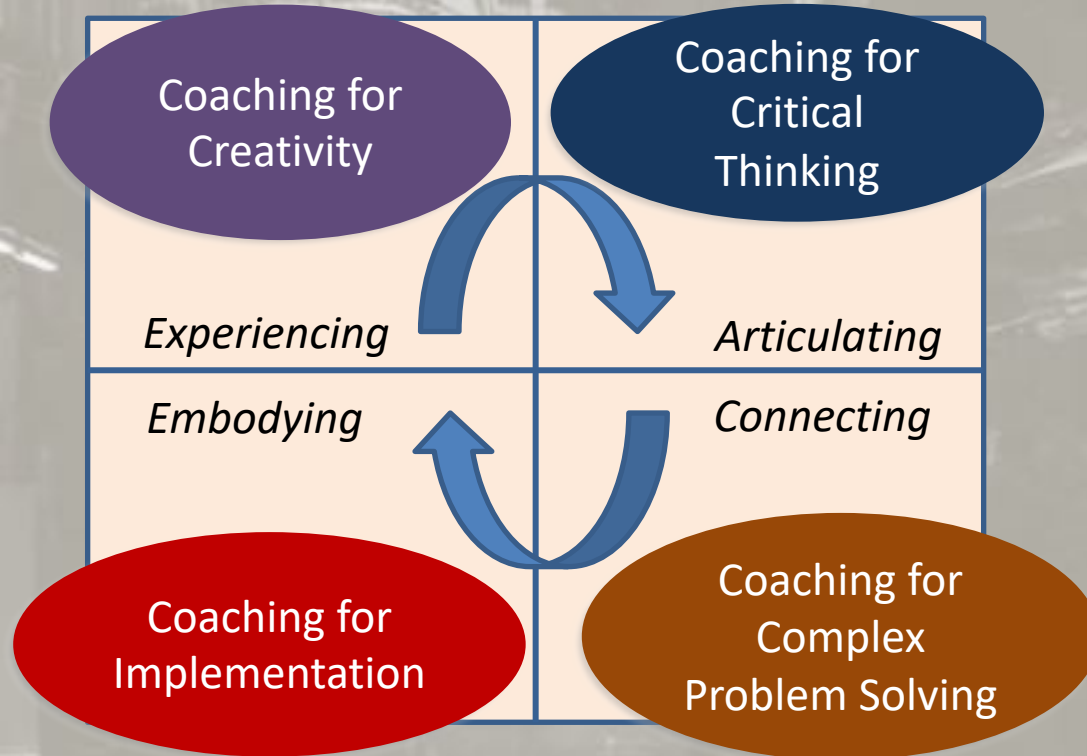 Coaching for
Creativity
Coaching for
Critical
Thinking
Experiencing
Articulating
Embodying
Connecting
Coaching for
Implementation
Coaching for
Complex
Problem Solving